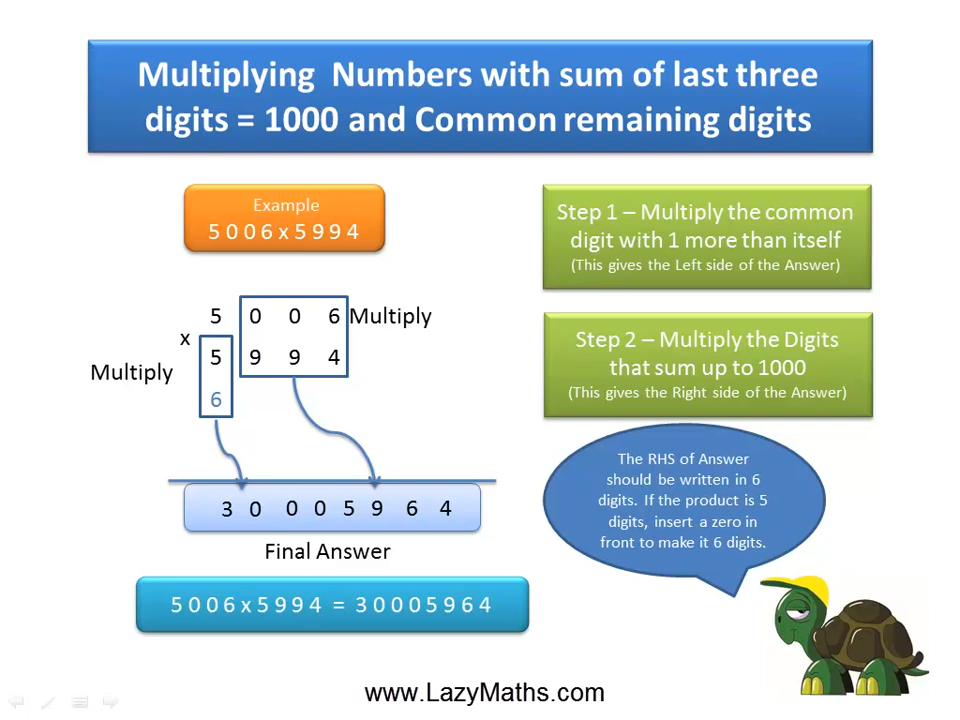 Multiplying Numbers with sum of last three
digits = 1000 and Common remaining digits
Example
5 0 0 6 x 5 9 9 4
Step 1 – Multiply the common
digit with 1 more than itself
(This gives the Left side of the Answer)
5 0 0 6 Multiply
x
5 9 9 4
Multiply
6
Step 2 – Multiply the Digits
that sum up to 1000
(This gives the Right side of the Answer)
The RHS of Answer
should be written in 6
digits. If the product is 5
digits, insert a zero in
front to make it 6 digits.
3 0 0 0 5 9 6 4
Final Answer
5 0 0 6 x 5 9 9 4 = 3 0 0 0 5 9 6 4
www.LazyMaths.com